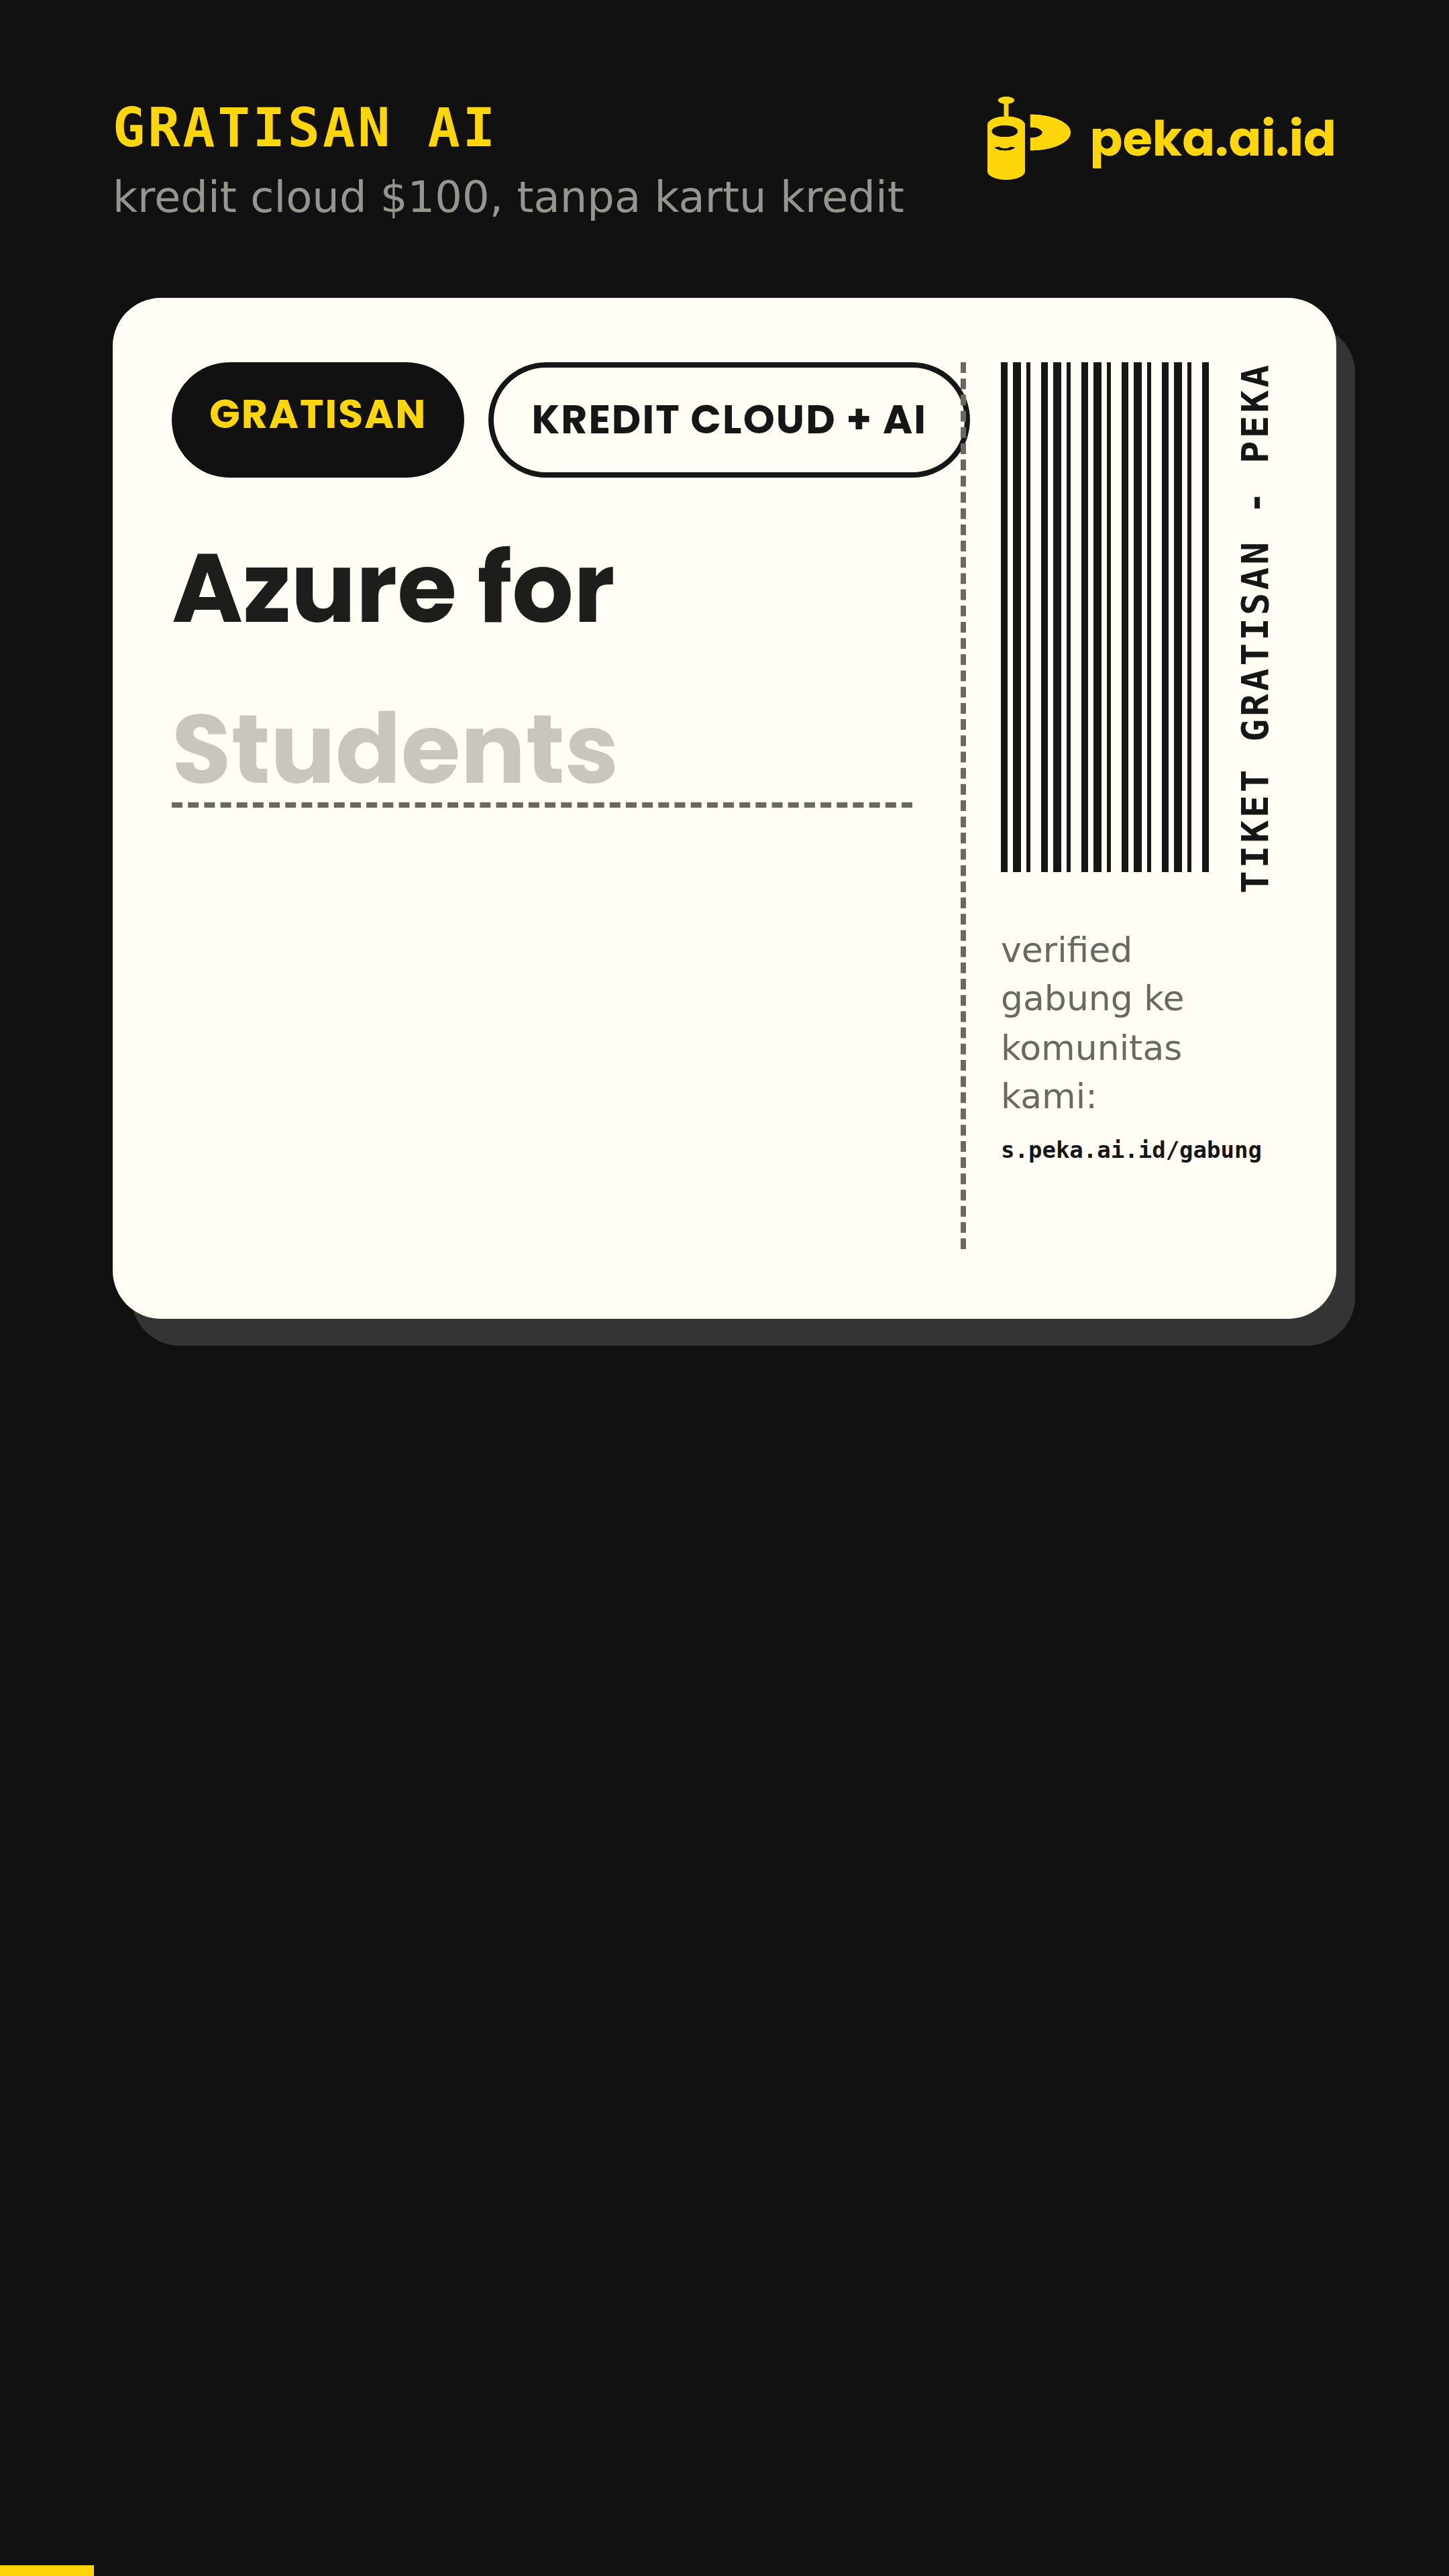 GRATISAN AI
kredit cloud $100, tanpa kartu kredit
peka.ai.id
GRATISAN
KREDIT CLOUD + AI
Azure for
Students
TIKET GRATISAN - PEKA
verified
gabung ke
komunitas
kami:
s.peka.ai.id/gabung